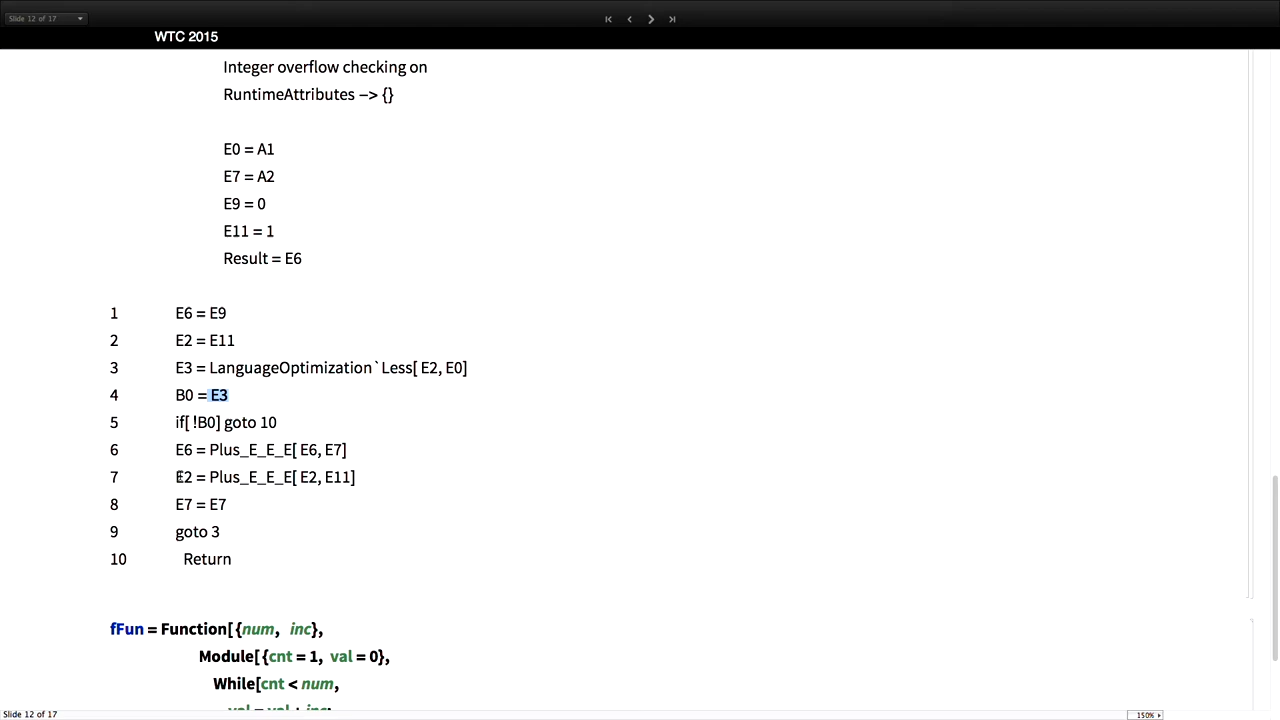 Slide 12 of 17
WTC 2015
Integer overflow checking on
RuntimeAttributes -> {}
E0 = A1
E7 = A2
E9 = 0
E11 = 1
Result = E6
1 E6 = E9
2 E2 = E11
3 E3 = LanguageOptimization`Less[ E2, E0]
4 B0 = E3
5 if[ !B0] goto 10
6 E6 = Plus_E_E_E[ E6, E7]
7 E2 = Plus_E_E_E[ E2, E11]
8 E7 = E7
9 goto 3
10 Return
fFun = Function[ {num, inc},
Module[ {cnt = 1, val = 0},
While[cnt < num,
val = val + inc;
Slide 12 of 17
150%